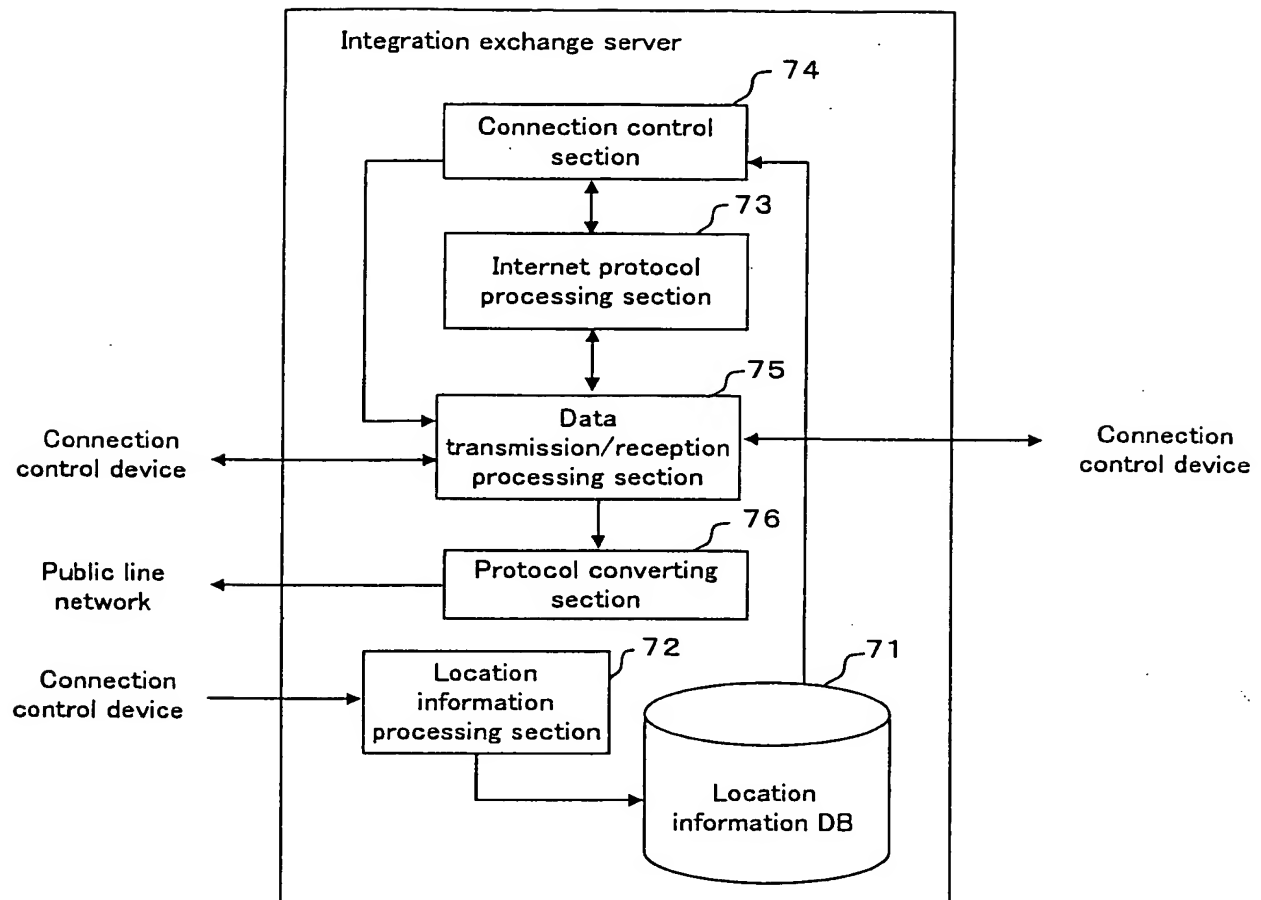 Integration exchange server
74
Connection control
section
73
Internet protocol
processing section
75
Data
transmission/reception
processing section
Connection
control device
Connection
control device
76
Protocol converting
section
Public line
network
72
Location
information
processing section
Connection
control device
71
Location
information DB